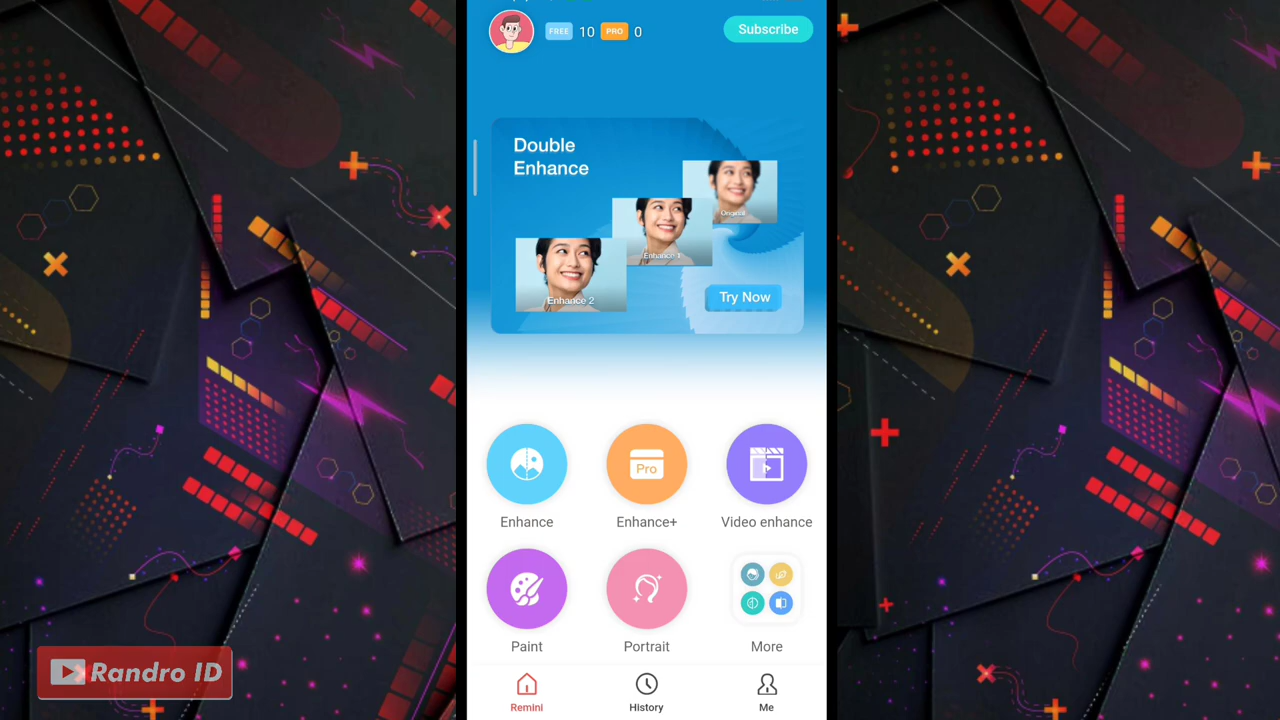 FREE 10 PRO 0
Subscribe
Double
Enhance
Original
Enhance 1
Enhance 2
Try Now
Pro
Enhance
Enhance+
Video enhance
Paint
Portrait
More
Randro ID
Remini
History
Me